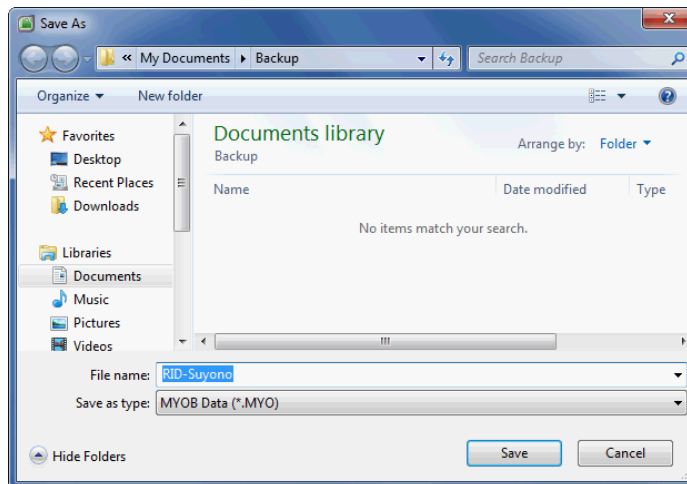 Save As
« My Documents ▸ Backup
Search Backup
Organize
New folder
Favorites
Desktop
Recent Places
Downloads
Libraries
Documents
Music
Pictures
Videos
Documents library
Backup
Arrange by: Folder
Name Date modified Type
No items match your search.
File name: RID-Suyono
Save as type: MYOB Data (*.MYO)
Hide Folders
Save
Cancel